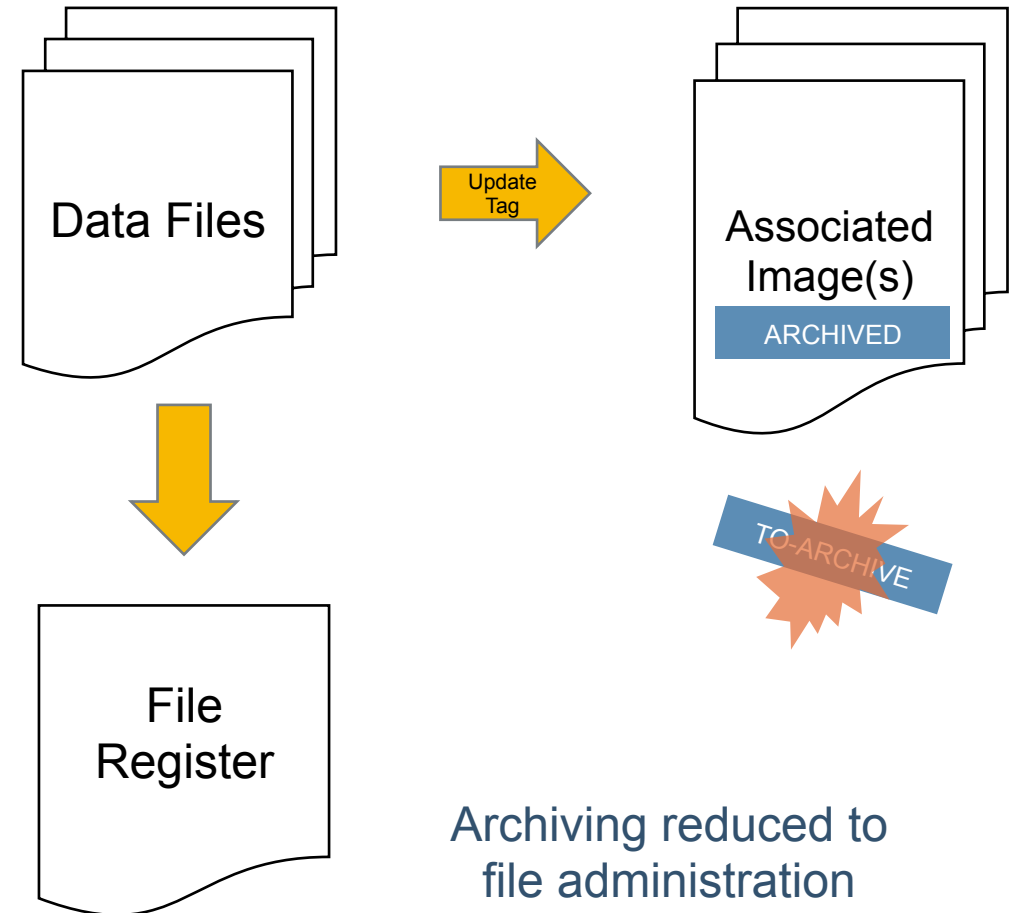 Data Files
Update
Tag
Associated
Image(s)
ARCHIVED
TO-ARCHIVE
File
Register
Archiving reduced to
file administration